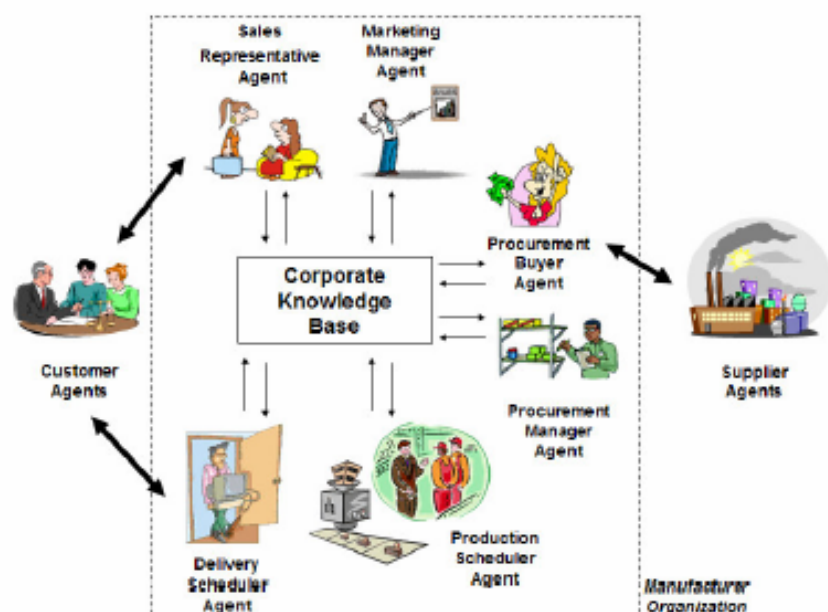 Sales
Representative
Agent
Marketing
Manager
Agent
Procurement
Buyer
Agent
Corporate
Knowledge
Base
Customer
Agents
Supplier
Agents
Procurement
Manager
Agent
Delivery
Scheduler
Agent
Production
Scheduler
Agent
Manufacturer
Organization